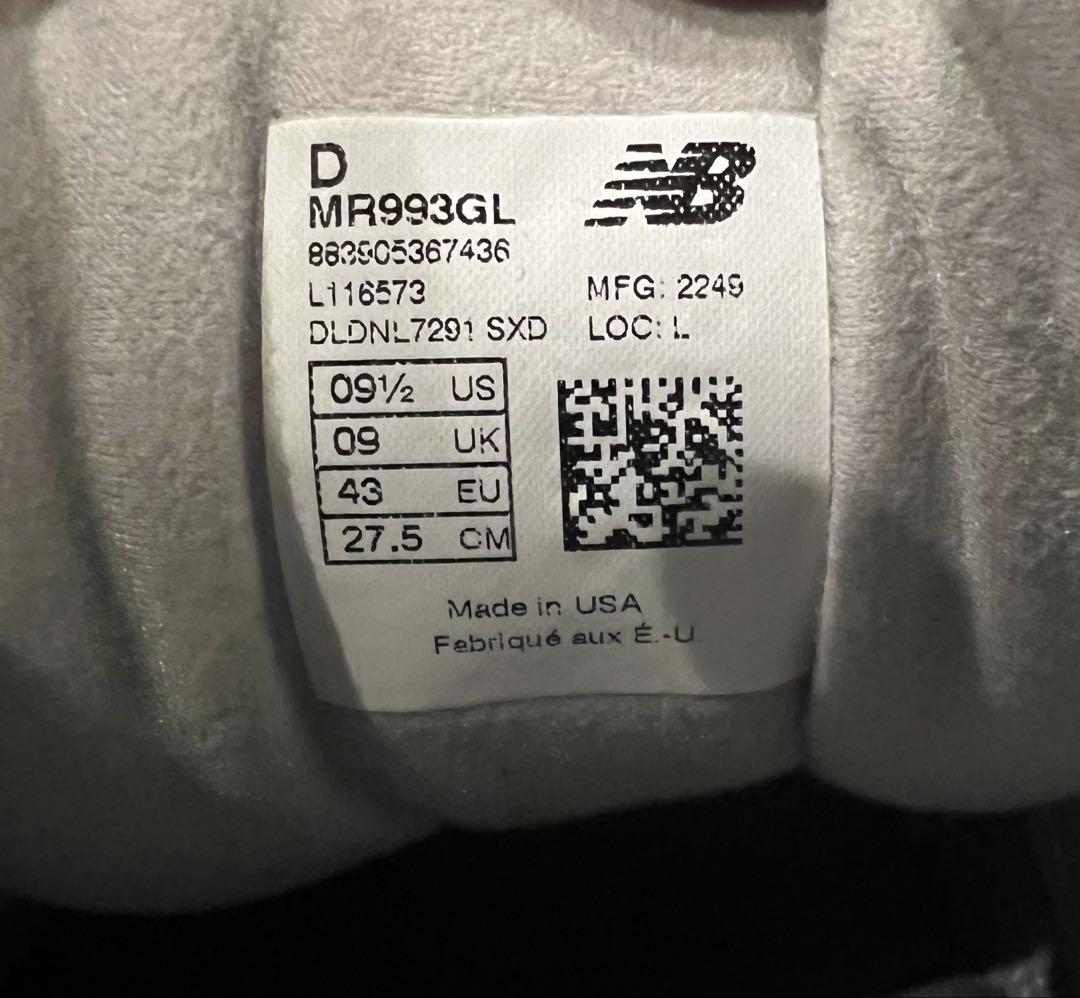 D
MR993GL
883905367436
L116573
MFG: 2249
DLDNL7291 SXD
LOC: L
09½ US
09 UK
43 EU
27.5 CM
Made in USA
Fabriqué aux É.-U